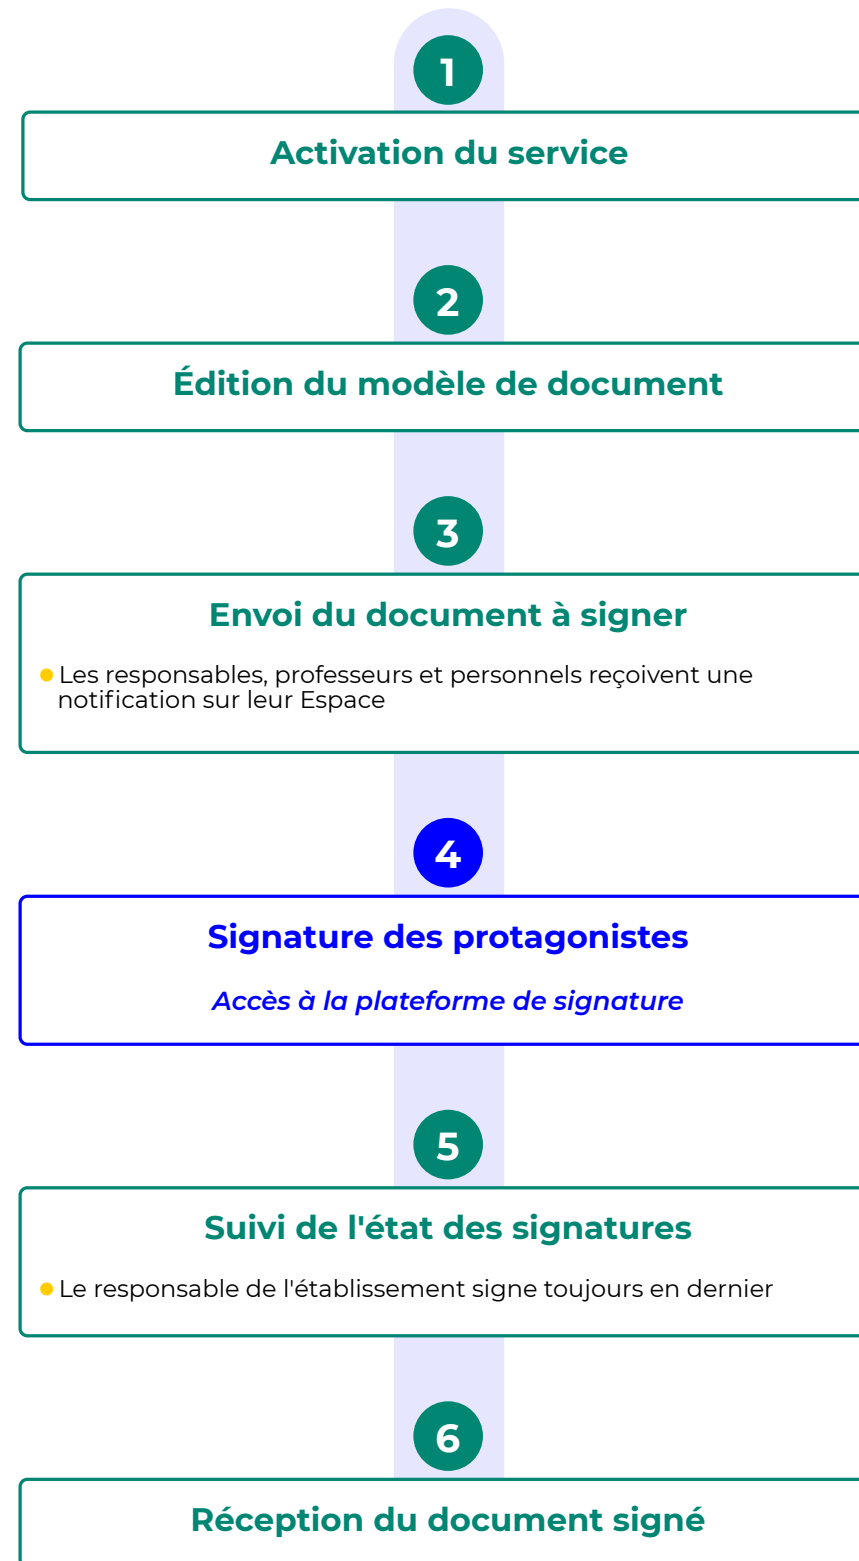 1
Activation du service
2
Édition du modèle de document
3
Envoi du document à signer
Les responsables, professeurs et personnels reçoivent une
notification sur leur Espace
4
Signature des protagonistes
Accès à la plateforme de signature
5
Suivi de l'état des signatures
Le responsable de l'établissement signe toujours en dernier
6
Réception du document signé